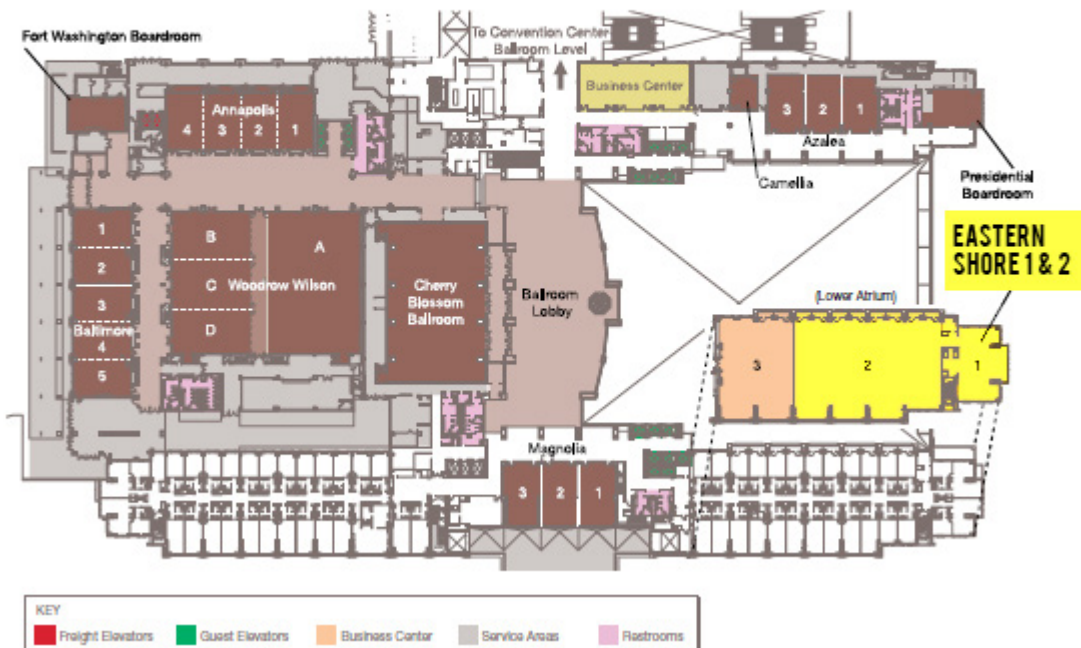 Fort Washington Boardroom
To Convention Center
Ballroom Level
Business Center
Annapolis
4 3 2 1
3 2 1
Azalea
Camellia
Presidential
Boardroom
EASTERN
SHORE 1 & 2
1
2
3
Baltimore
4
5
B
A
C
Woodrow Wilson
D
Cherry
Blossom
Ballroom
Ballroom
Lobby
(Lower Atrium)
3 2 1
Magnolia
3 2 1
KEY
Freight Elevators Guest Elevators Business Center Service Areas Restrooms